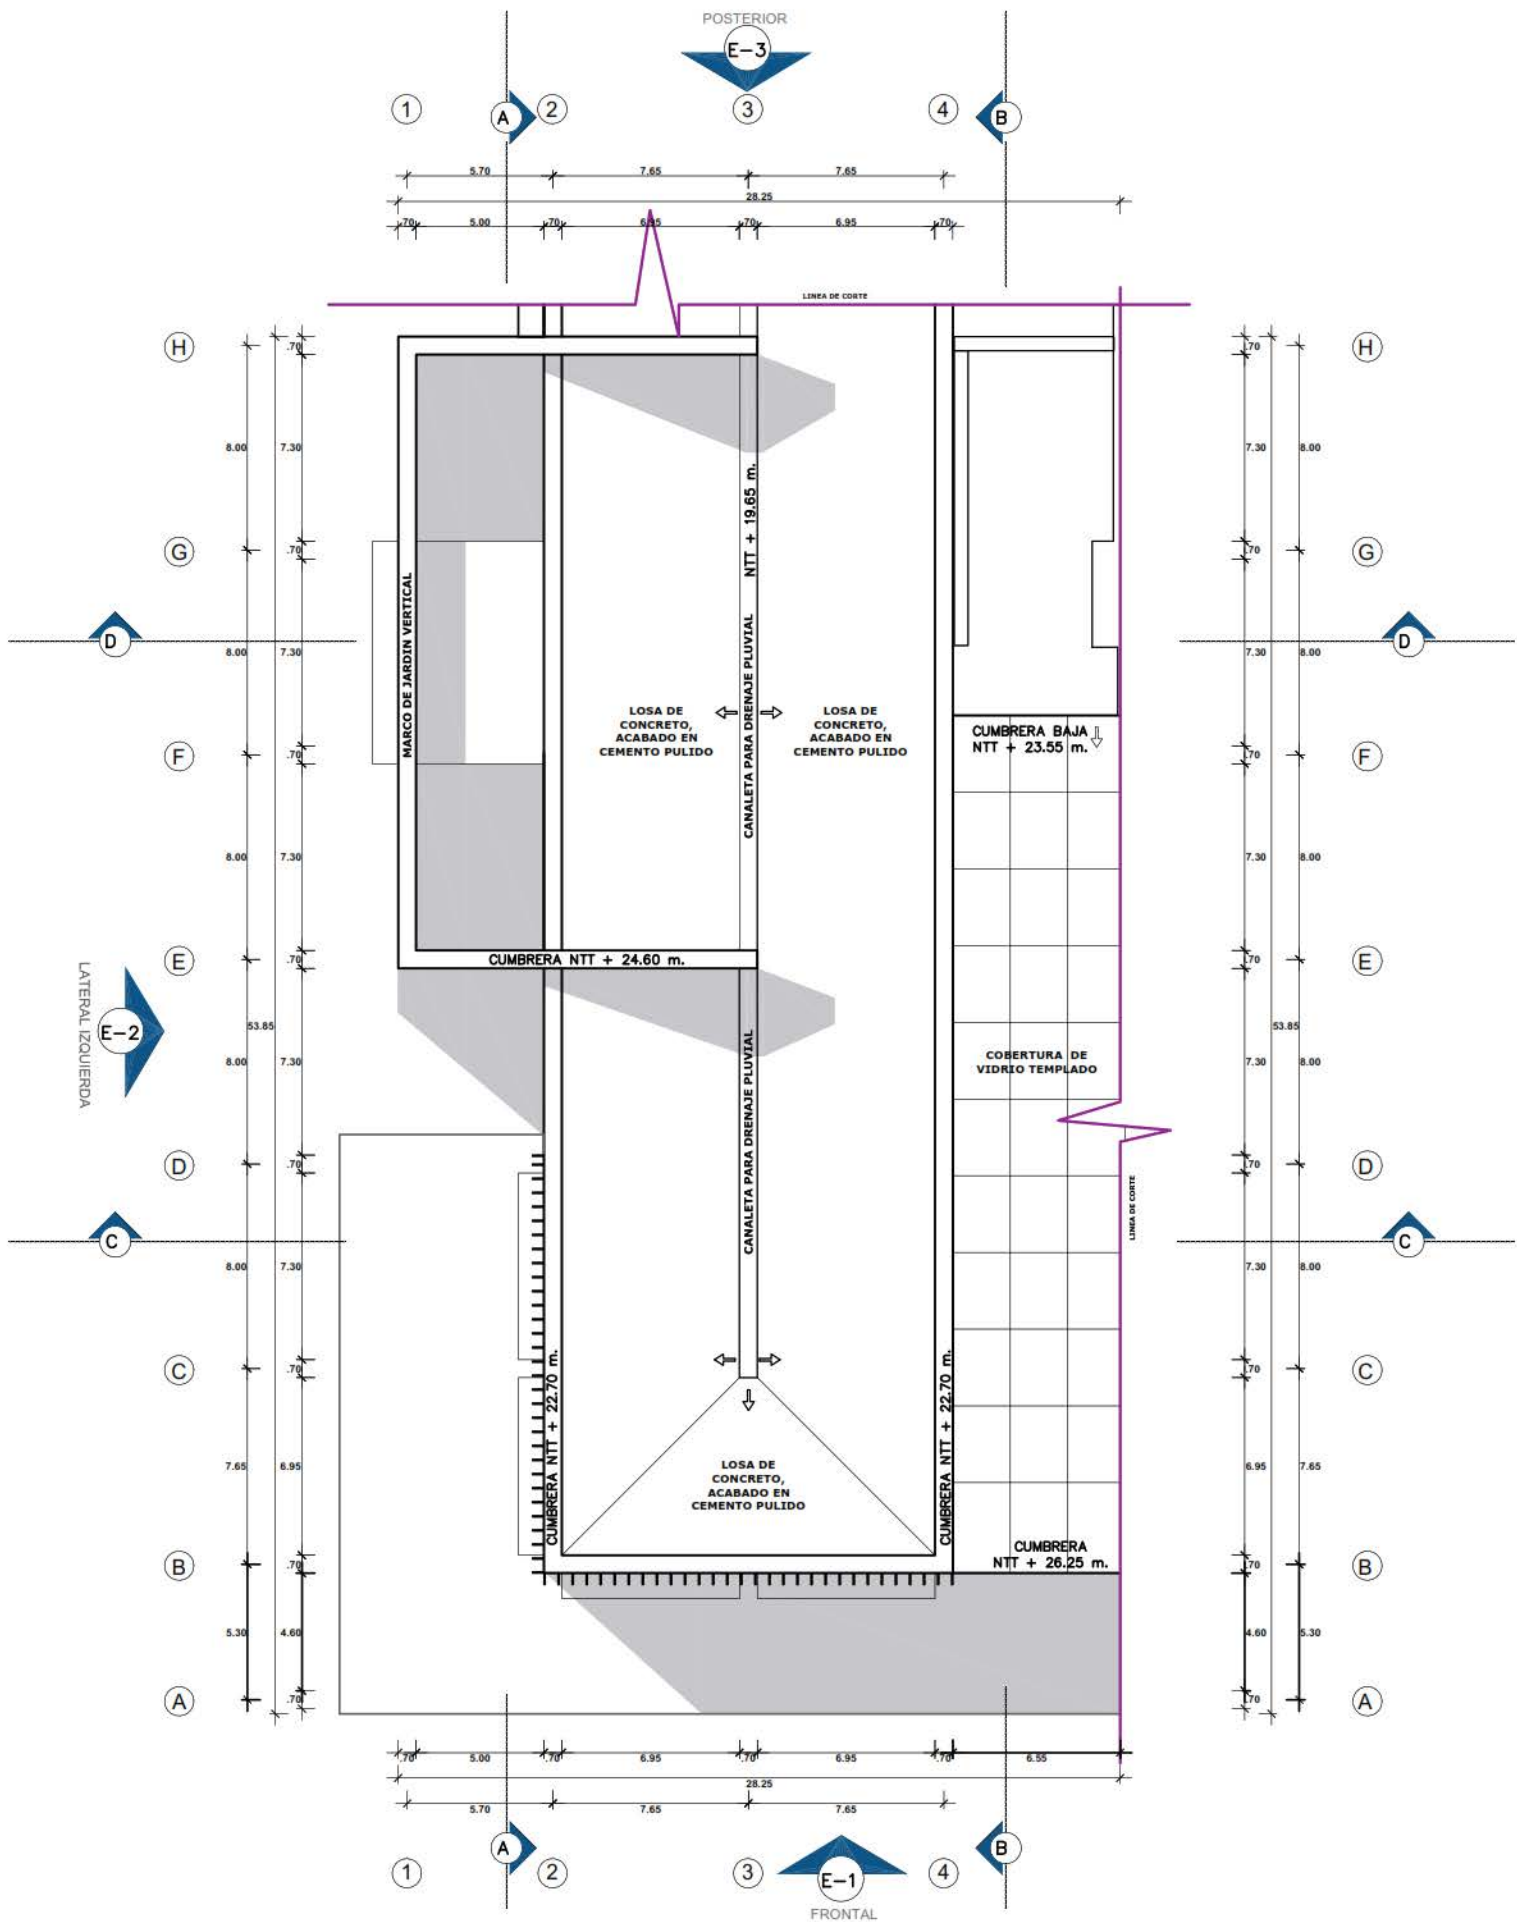 POSTERIOR
E-3
1
A
2
3
4
B
5.70
7.65
7.65
28.25
.70
5.00
.70
6.95
.70
6.95
.70
LINEA DE CORTE
H
.70
.70
H
8.00
7.30
7.30
8.00
NTT + 19.65 m.
G
.70
.70
G
MARCO DE JARDIN VERTICAL
CANALETA PARA DRENAJE PLUVIAL
D
D
8.00
7.30
7.30
8.00
LOSA DE
CONCRETO,
ACABADO EN
CEMENTO PULIDO
LOSA DE
CONCRETO,
ACABADO EN
CEMENTO PULIDO
CUMBRERA BAJA
NTT + 23.55 m.
F
.70
.70
F
8.00
7.30
7.30
8.00
E
.70
CUMBRERA NTT + 24.60 m.
.70
E
LATERAL IZQUIERDA
E-2
53.85
53.85
8.00
7.30
7.30
8.00
COBERTURA DE
VIDRIO TEMPLADO
CANALETA PARA DRENAJE PLUVIAL
D
.70
.70
D
LINEA DE CORTE
C
C
8.00
7.30
7.30
8.00
C
.70
.70
C
CUMBRERA NTT + 22.70 m.
CUMBRERA NTT + 22.70 m.
7.65
6.95
6.95
7.65
LOSA DE
CONCRETO,
ACABADO EN
CEMENTO PULIDO
CUMBRERA
NTT + 26.25 m.
B
.70
.70
B
5.30
4.60
4.60
5.30
A
.70
.70
A
.70
5.00
.70
6.95
.70
6.95
.70
6.55
28.25
5.70
7.65
7.65
A
B
1
2
3
4
E-1
FRONTAL